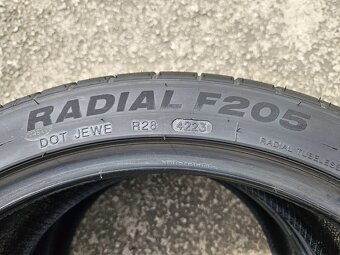 RADIAL F205
DOT JEWE R28 4223
RADIAL TUBELESS